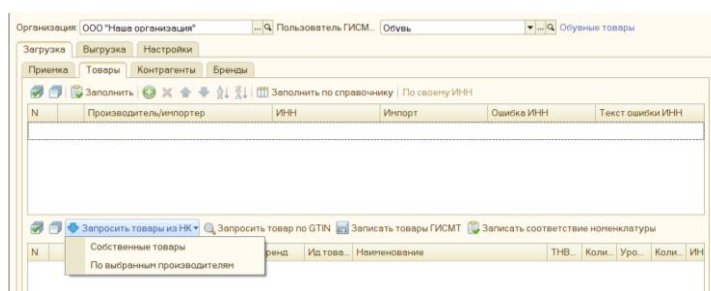 Организация ООО "Наша организация" ... Пользователь ГИСМ... Обувь ... Обувные товары
Загрузка Выгрузка Настройки
Приемка Товары Контрагенты Бренды
Заполнить Заполнить по справочнику По своему ИНН
N Производитель/импортер ИНН Импорт Ошибка ИНН Текст ошибки ИНН
Запросить товары из НК Запросить товар по GTIN Записать товары ГИСМТ Записать соответствие номенклатуры
N ренд Ид това... Наименование ТНВ... Коли... Уро... Коли... ИН
Собственные товары
По выбранным производителям